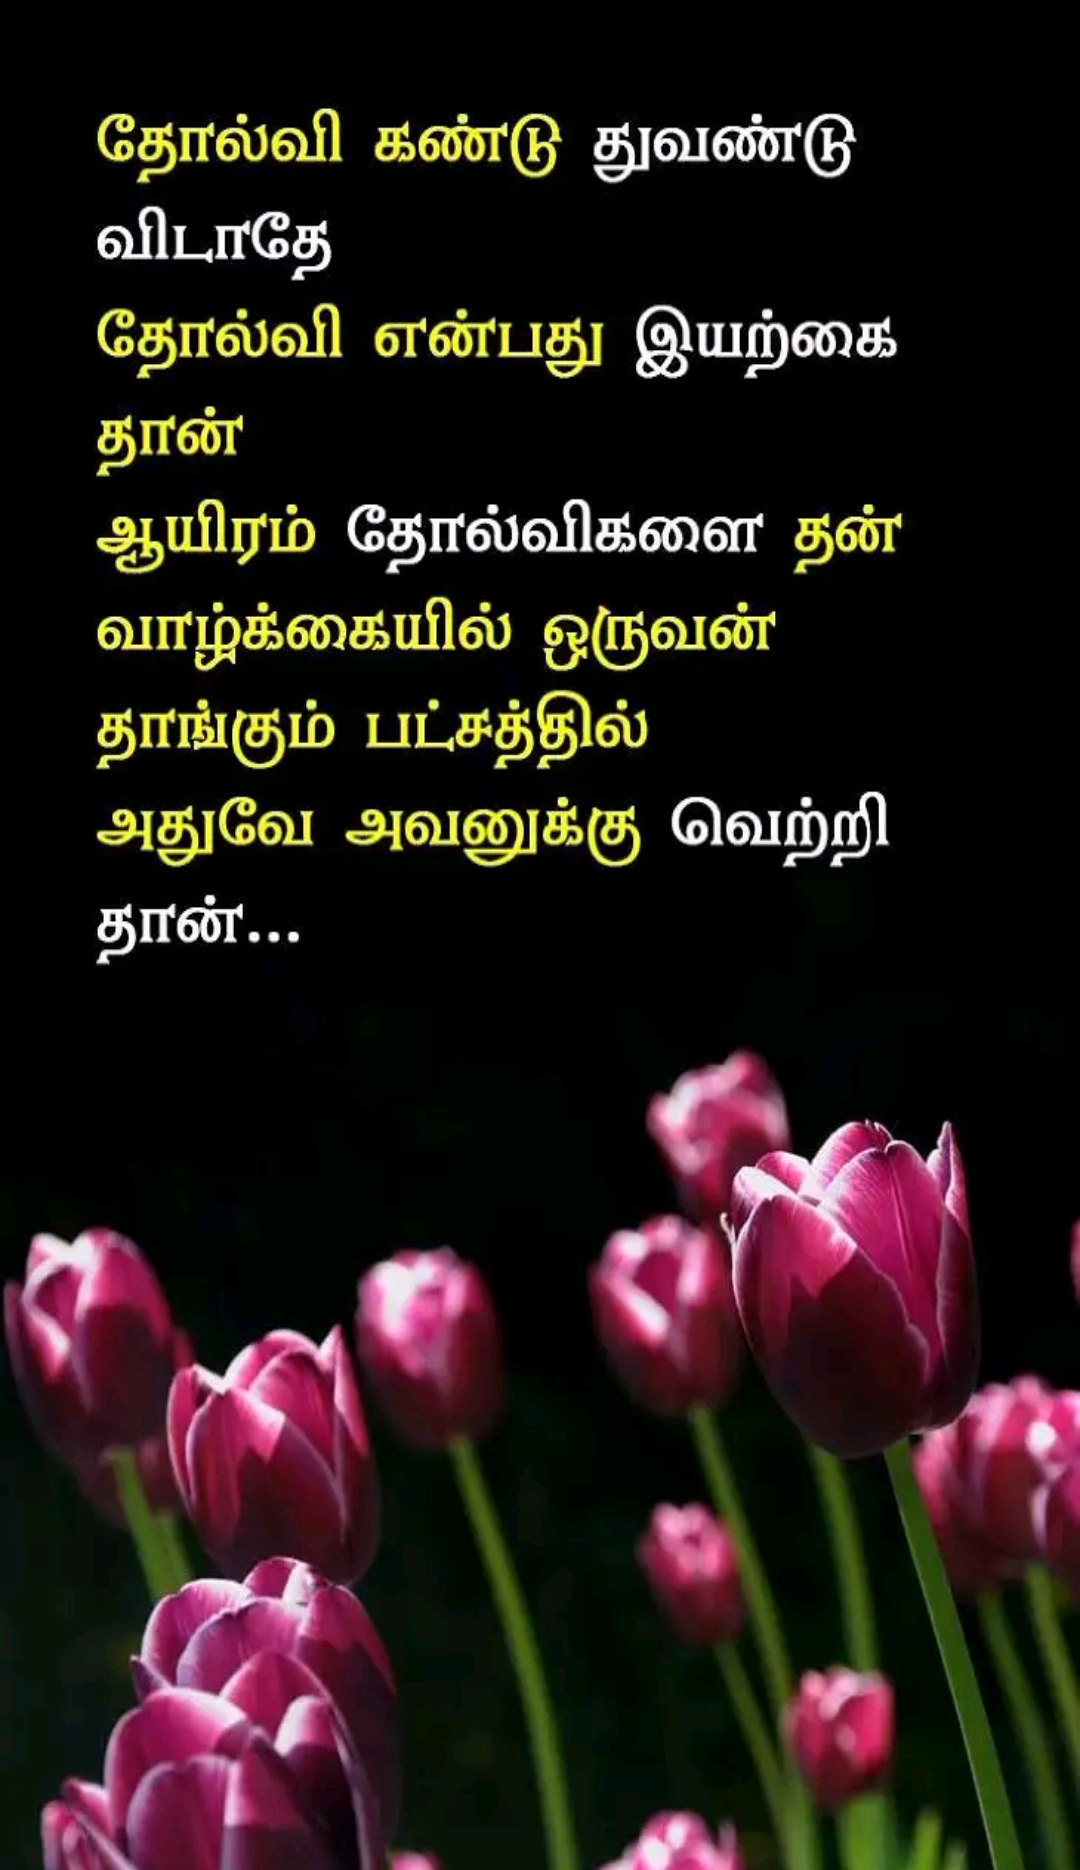 தோல்வி கண்டு துவண்டு
விடாதே
தோல்வி என்பது இயற்கை
தான்
ஆயிரம் தோல்விகளை தன்
வாழ்க்கையில் ஒருவன்
தாங்கும் பட்சத்தில்
அதுவே அவனுக்கு வெற்றி
தான்...